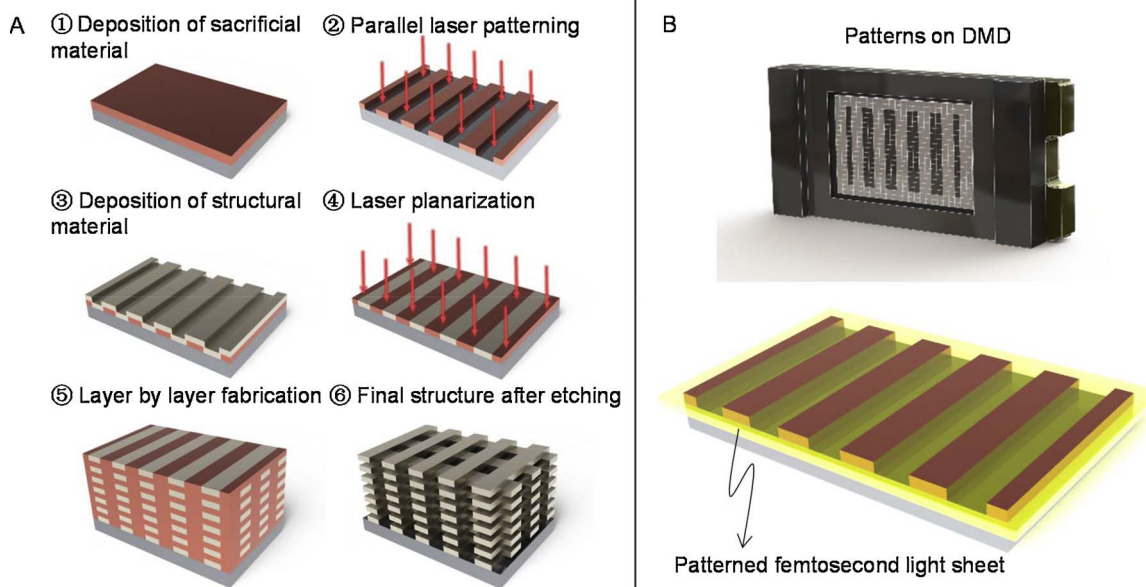 A
① Deposition of sacrificial
material
② Parallel laser patterning
③ Deposition of structural
material
④ Laser planarization
⑤ Layer by layer fabrication
⑥ Final structure after etching
B
Patterns on DMD
Patterned femtosecond light sheet